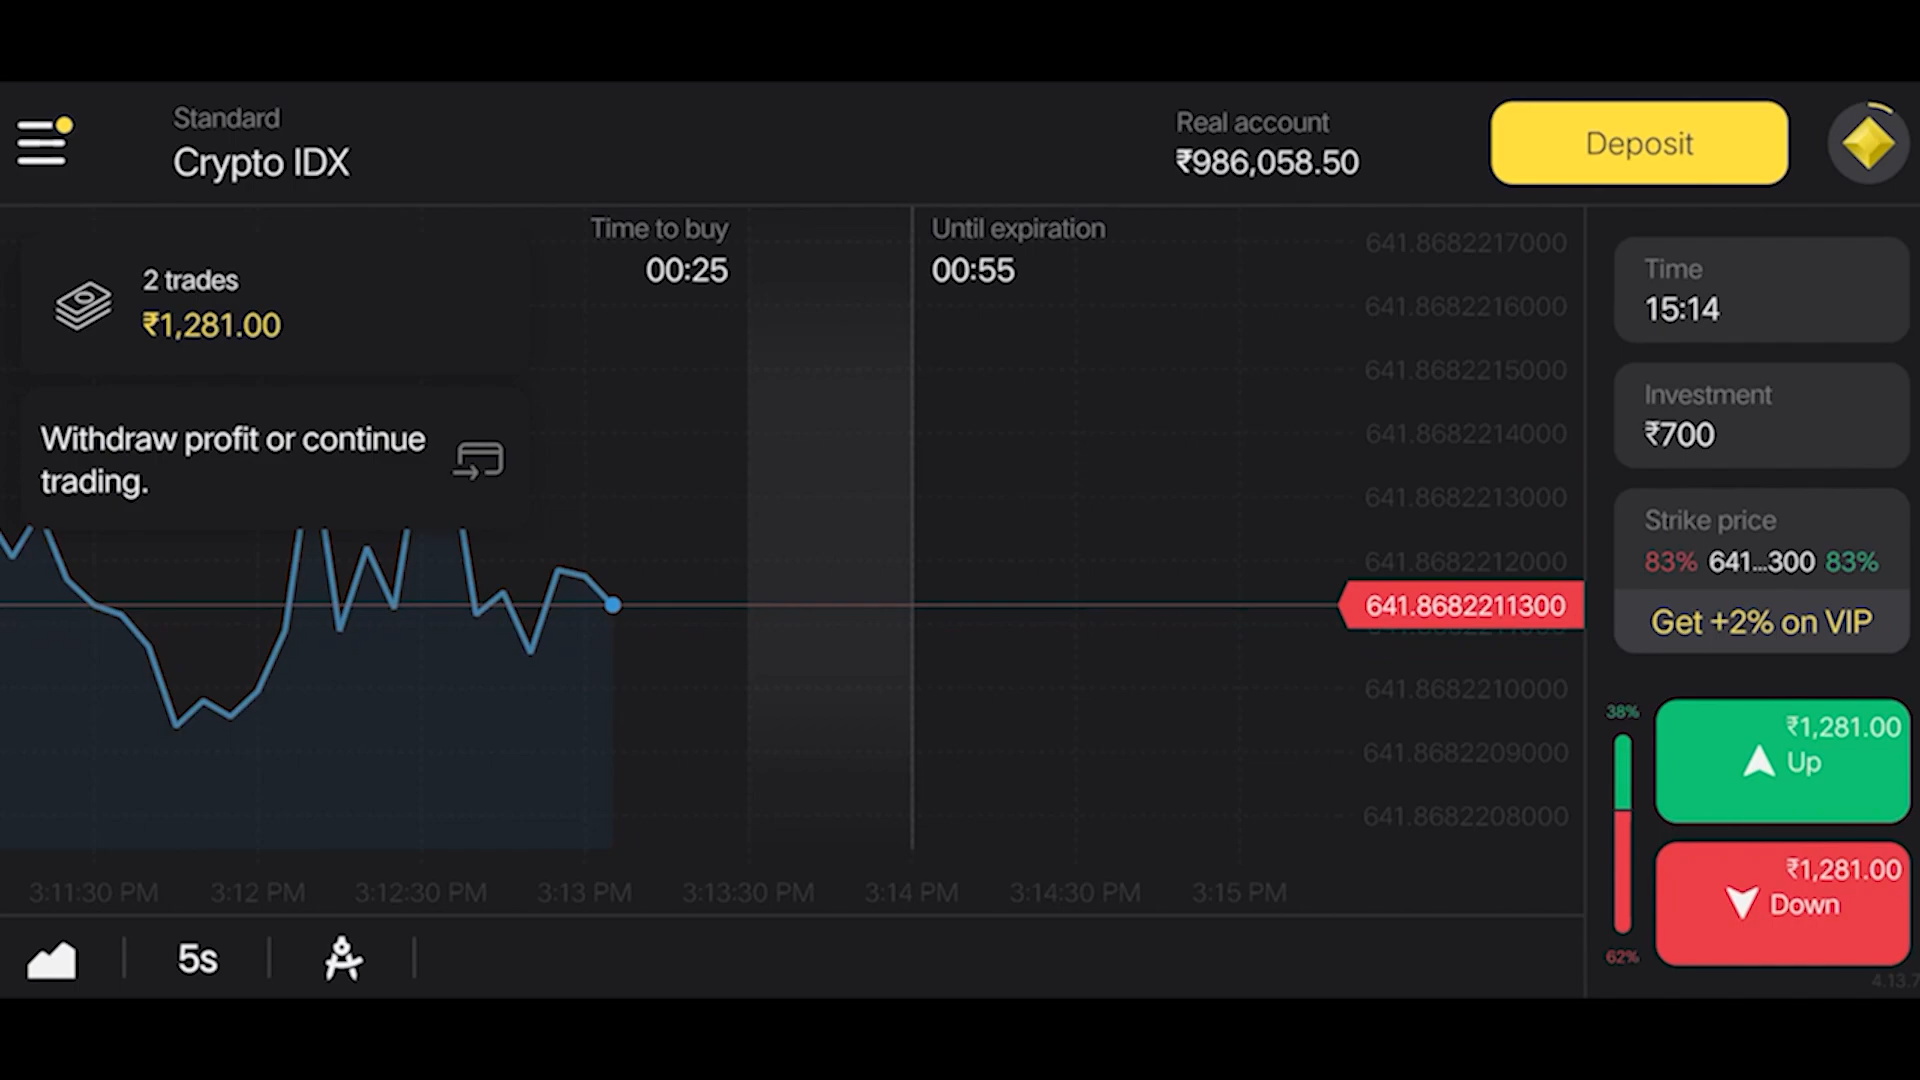 Standard
Crypto IDX
Real account
₹986,058.50
Deposit
Time to buy
00:25
Until expiration
00:55
2 trades
₹1,281.00
Withdraw profit or continue
trading.
641.8682217000
641.8682216000
641.8682215000
641.8682214000
641.8682213000
641.8682212000
641.8682211300
641.8682210000
641.8682209000
641.8682208000
3:11:30 PM
3:12 PM
3:12:30 PM
3:13 PM
3:13:30 PM
3:14 PM
3:14:30 PM
3:15 PM
5s
Time
15:14
Investment
₹700
Strike price
83% 641...300 83%
Get +2% on VIP
38%
₹1,281.00
Up
₹1,281.00
Down
62%